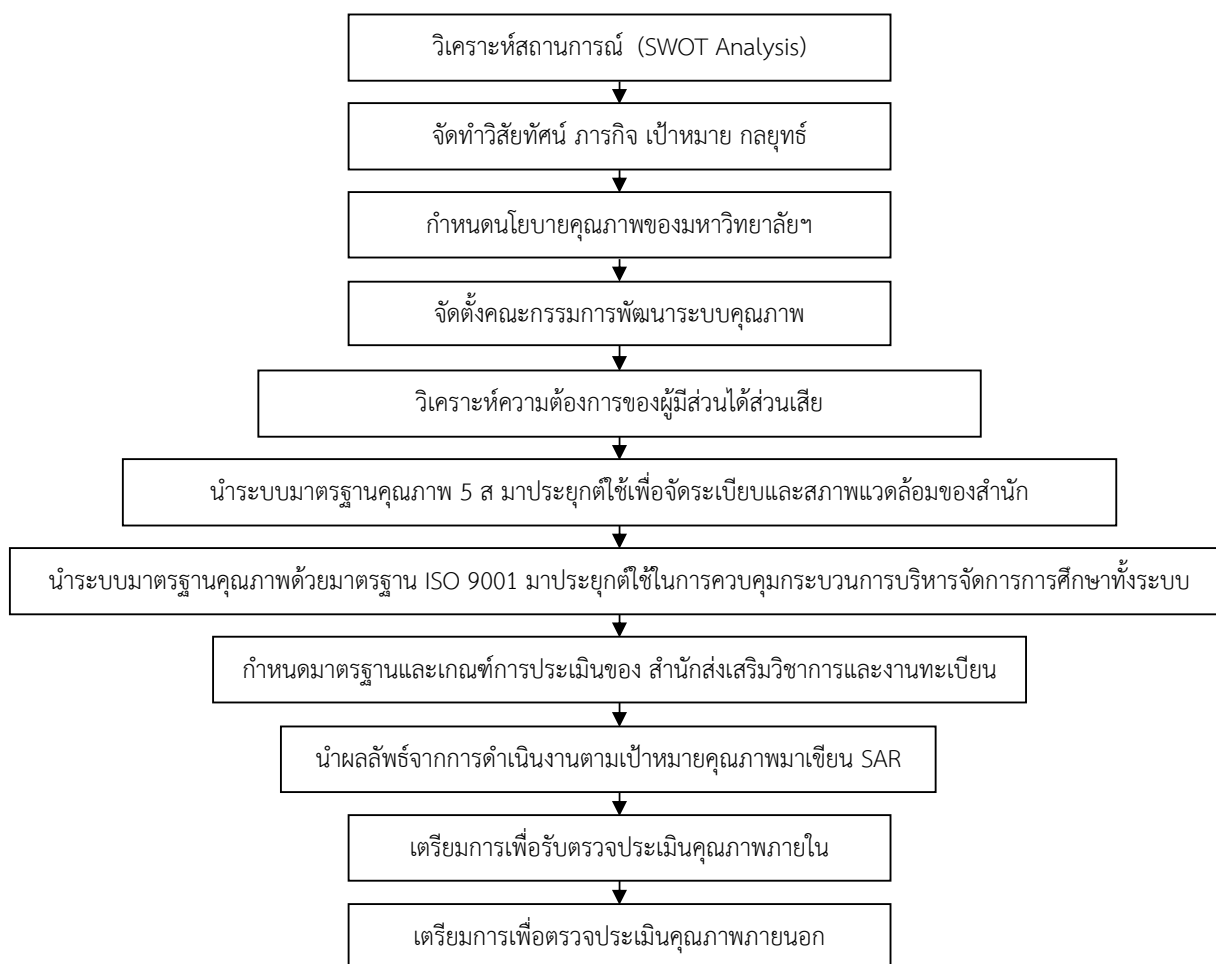 วิเคราะห์สถานการณ์ (SWOT Analysis)
จัดทำวิสัยทัศน์ ภารกิจ เป้าหมาย กลยุทธ์
กำหนดนโยบายคุณภาพของมหาวิทยาลัยฯ
จัดตั้งคณะกรรมการพัฒนาระบบคุณภาพ
วิเคราะห์ความต้องการของผู้มีส่วนได้ส่วนเสีย
นำระบบมาตรฐานคุณภาพ 5 ส มาประยุกต์ใช้เพื่อจัดระเบียบและสภาพแวดล้อมของสำนัก
นำระบบมาตรฐานคุณภาพด้วยมาตรฐาน ISO 9001 มาประยุกต์ใช้ในการควบคุมกระบวนการบริหารจัดการการศึกษาทั้งระบบ
กำหนดมาตรฐานและเกณฑ์การประเมินของ สำนักส่งเสริมวิชาการและงานทะเบียน
นำผลลัพธ์จากการดำเนินงานตามเป้าหมายคุณภาพมาเขียน SAR
เตรียมการเพื่อรับตรวจประเมินคุณภาพภายใน
เตรียมการเพื่อตรวจประเมินคุณภาพภายนอก